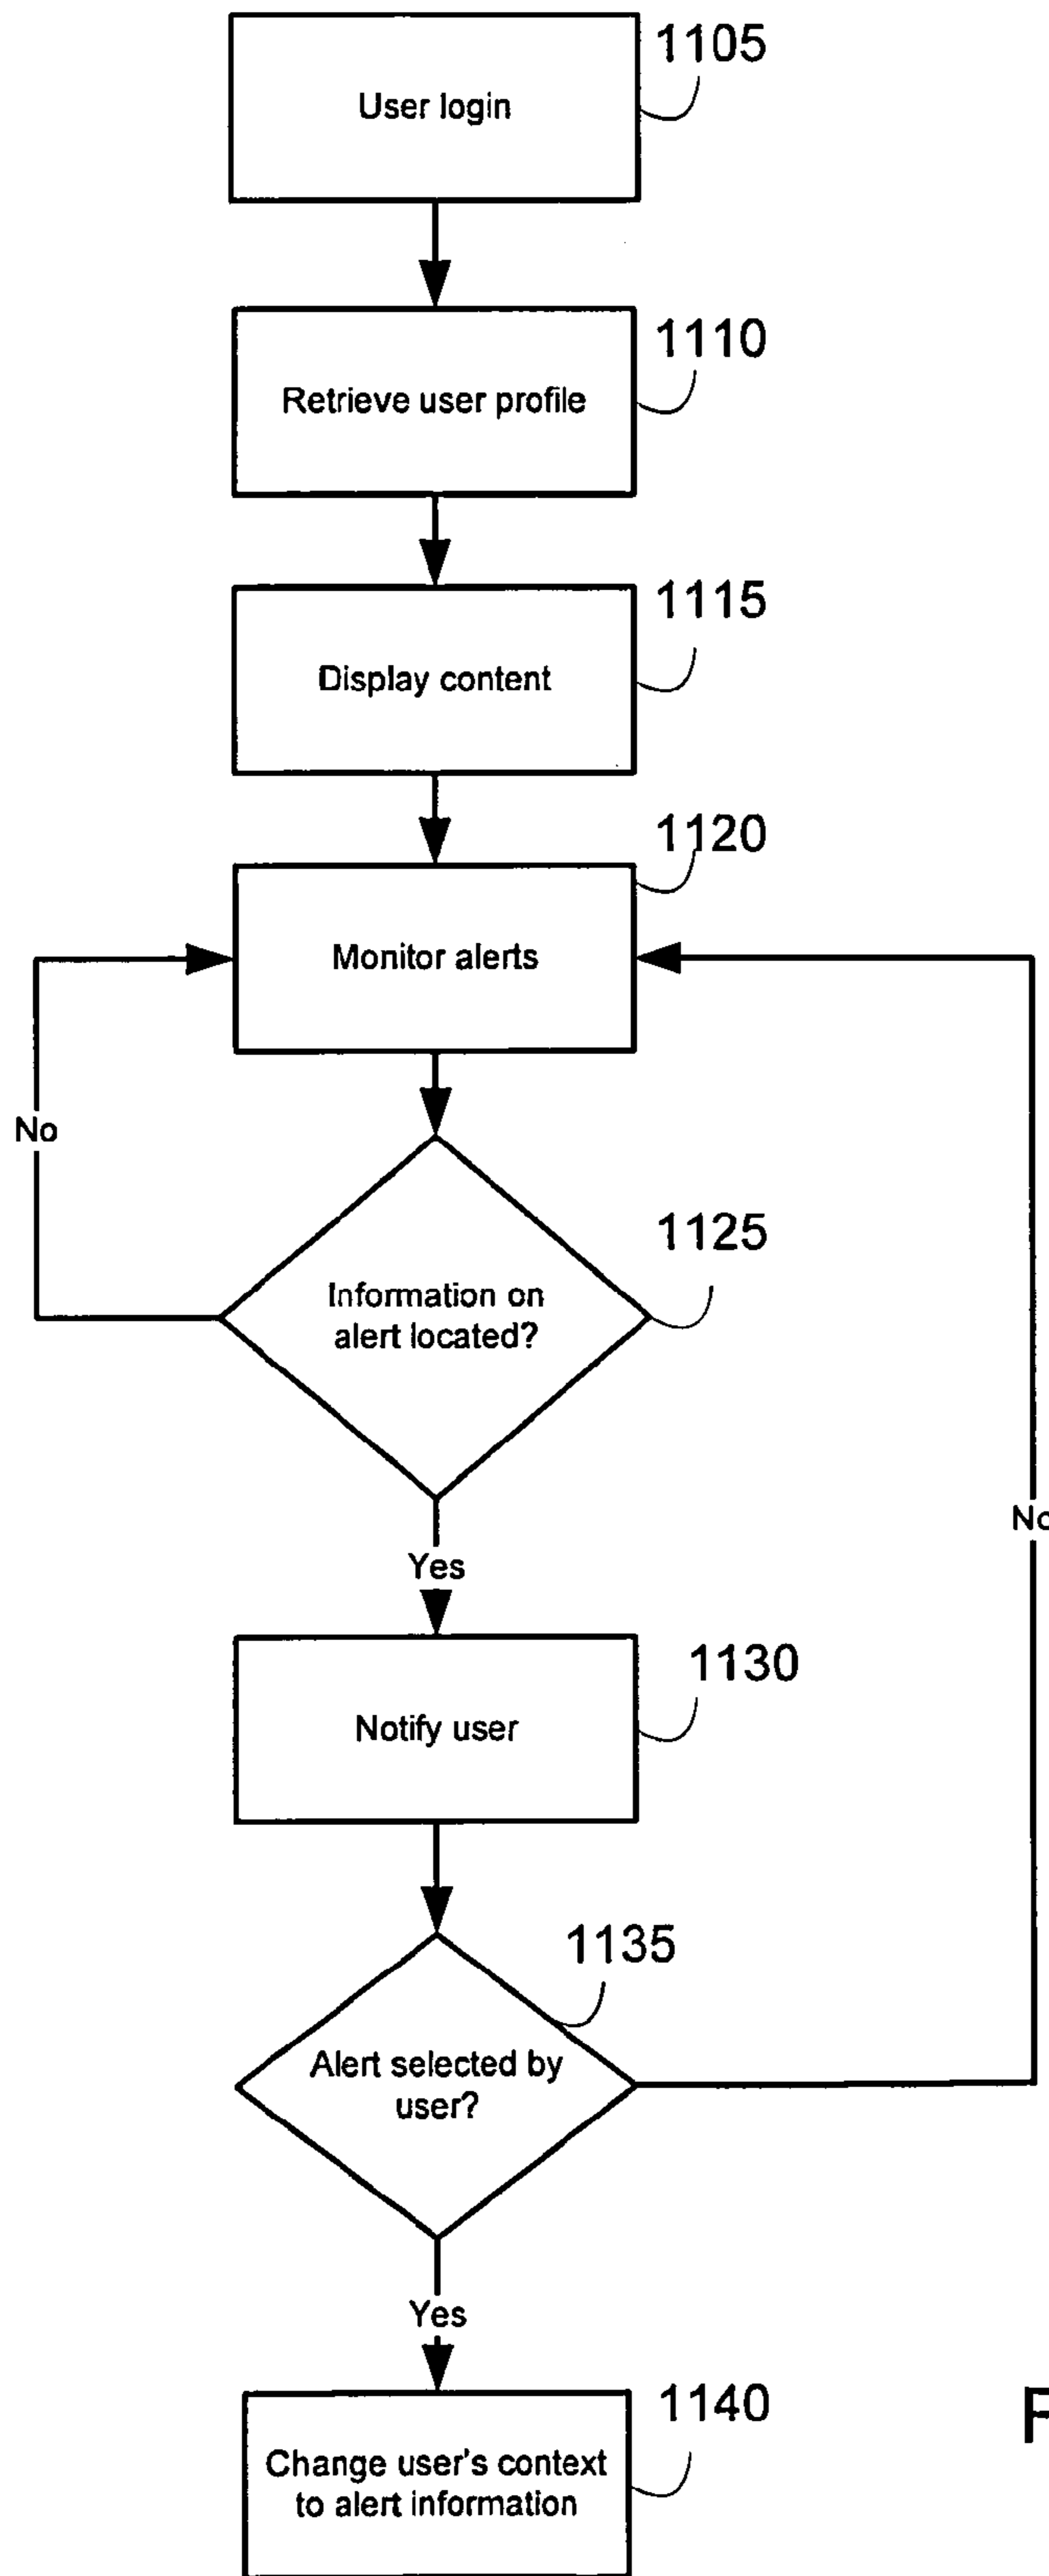 1105
User login
1110
Retrieve user profile
1115
Display content
1120
Monitor alerts
No
1125
Information on
alert located?
No
Yes
1130
Notify user
1135
Alert selected by
user?
Yes
1140
Change user's context
to alert information